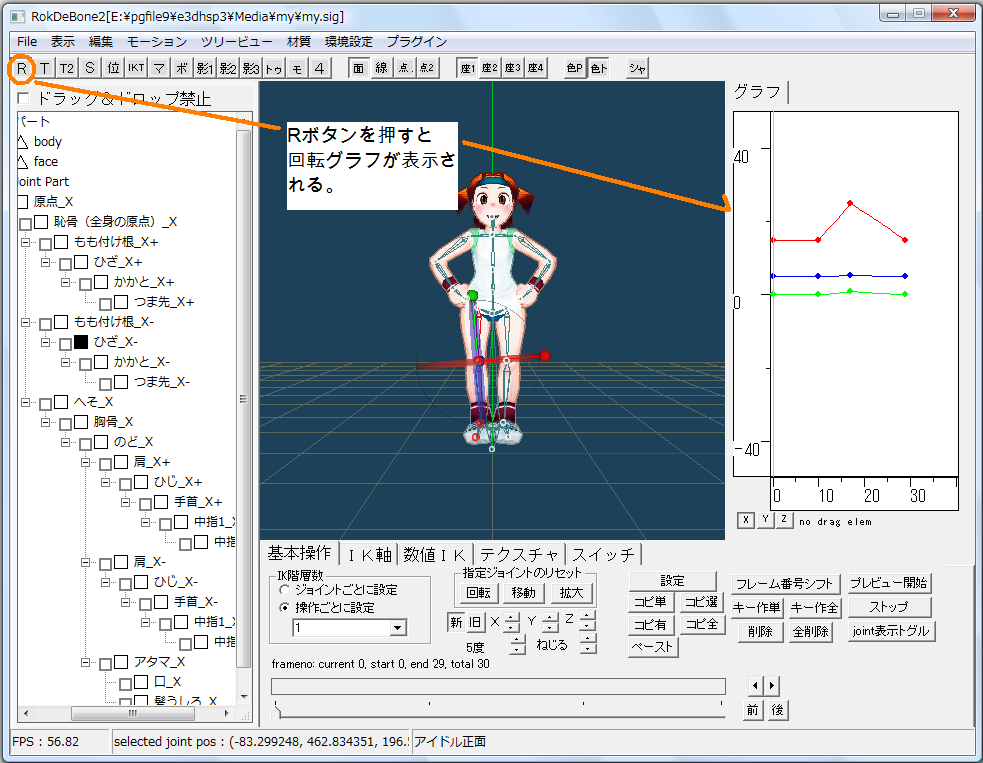 RokDeBone2[E:¥pgfile9¥e3dhsp3¥Media¥my¥my.sig]
File 表示 編集 モーション ツリービュー 材質 環境設定 プラグイン
R T T2 S 位 IKT マ ボ 影1 影2 影3 トゥ モ 4 面 線 点. 点2 座1 座2 座3 座4 色P 色ト シャ
ドラッグ&ドロップ禁止
グラフ
パート
body
face
Joint Part
原点_X
恥骨（全身の原点）_X
もも付け根_X+
ひざ_X+
かかと_X+
つま先_X+
もも付け根_X-
ひざ_X-
かかと_X-
つま先_X-
へそ_X
胸骨_X
のど_X
肩_X+
ひじ_X+
手首_X+
中指1_X
中指
肩_X-
ひじ_X-
手首_X-
中指1_X
中指
アタマ_X
口_X
髪うしろ_X
Rボタンを押すと
回転グラフが表示さ
れる。
40
0
-40
0 10 20 30
X Y Z no drag elem
基本操作 IK軸 数値IK テクスチャ スイッチ
IK階層数
ジョイントごとに設定
操作ごとに設定
1
指定ジョイントのリセット
回転 移動 拡大
新 旧 X Y Z
5度 ねじる
設定
コピ単 コピ選
コピ有 コピ全
ペースト
フレーム番号シフト プレビュー開始
キー作単 キー作全 ストップ
削除 全削除 joint表示トグル
frameno: current 0, start 0, end 29, total 30
前 後
FPS : 56.82 selected joint pos : (-83.299248, 462.834351, 196.5 アイドル正面